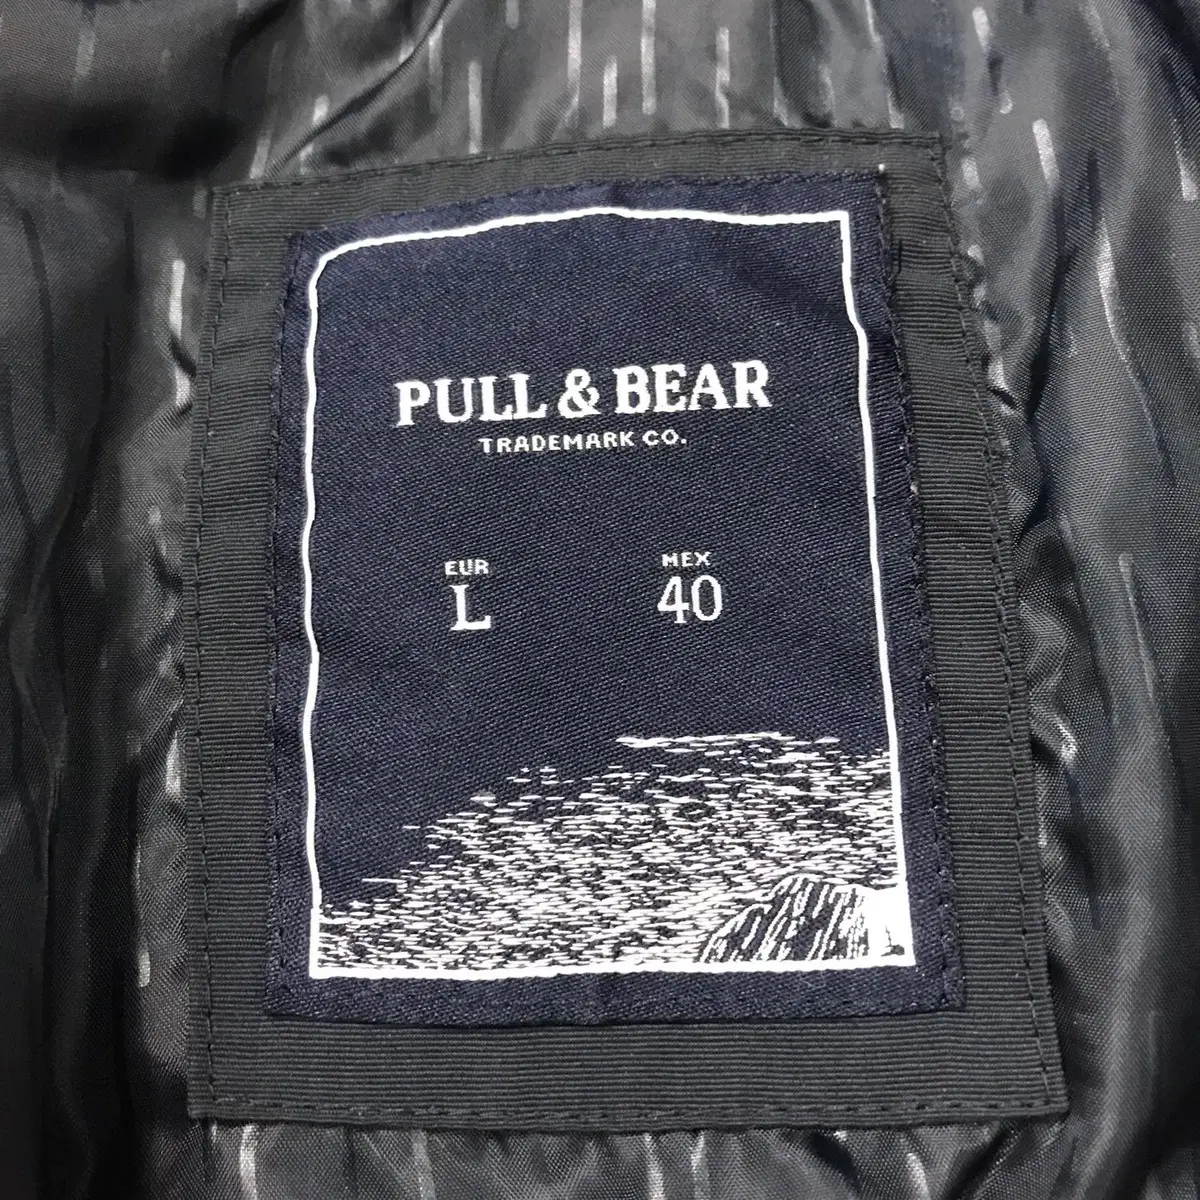 PULL & BEAR
TRADEMARK CO.
EUR MEX
L 40